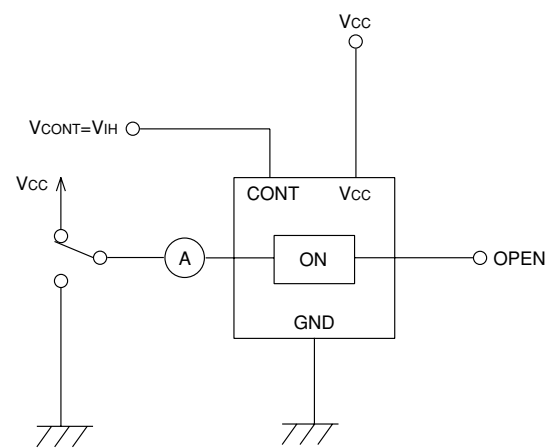 VCC
VCONT=VIH
VCC
CONT
VCC
A
ON
OPEN
GND